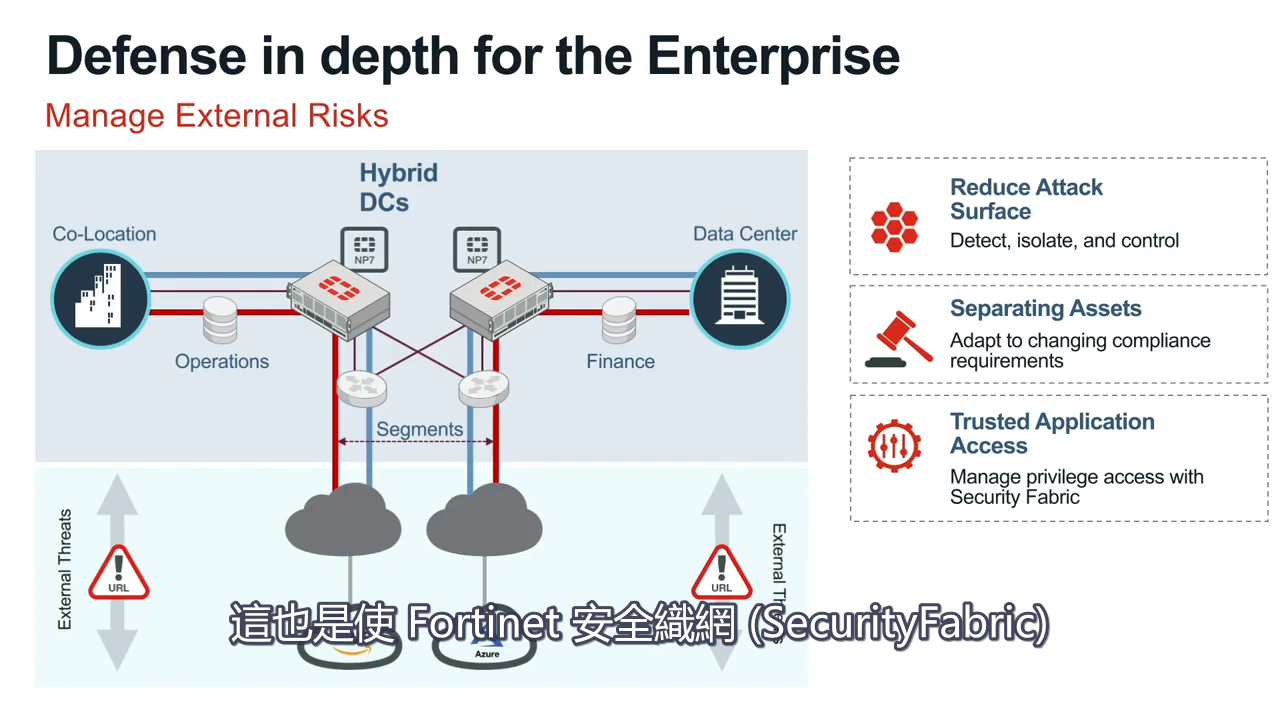 Defense in depth for the Enterprise
Manage External Risks
Hybrid
DCs
Co-Location
Data Center
NP7
NP7
Operations
Finance
Segments
External Threats
URL
External Th
s
URL
Azure
Reduce Attack
Surface
Detect, isolate, and control
Separating Assets
Adapt to changing compliance
requirements
Trusted Application
Access
Manage privilege access with
Security Fabric
這也是使 Fortinet 安全織網 (SecurityFabric)